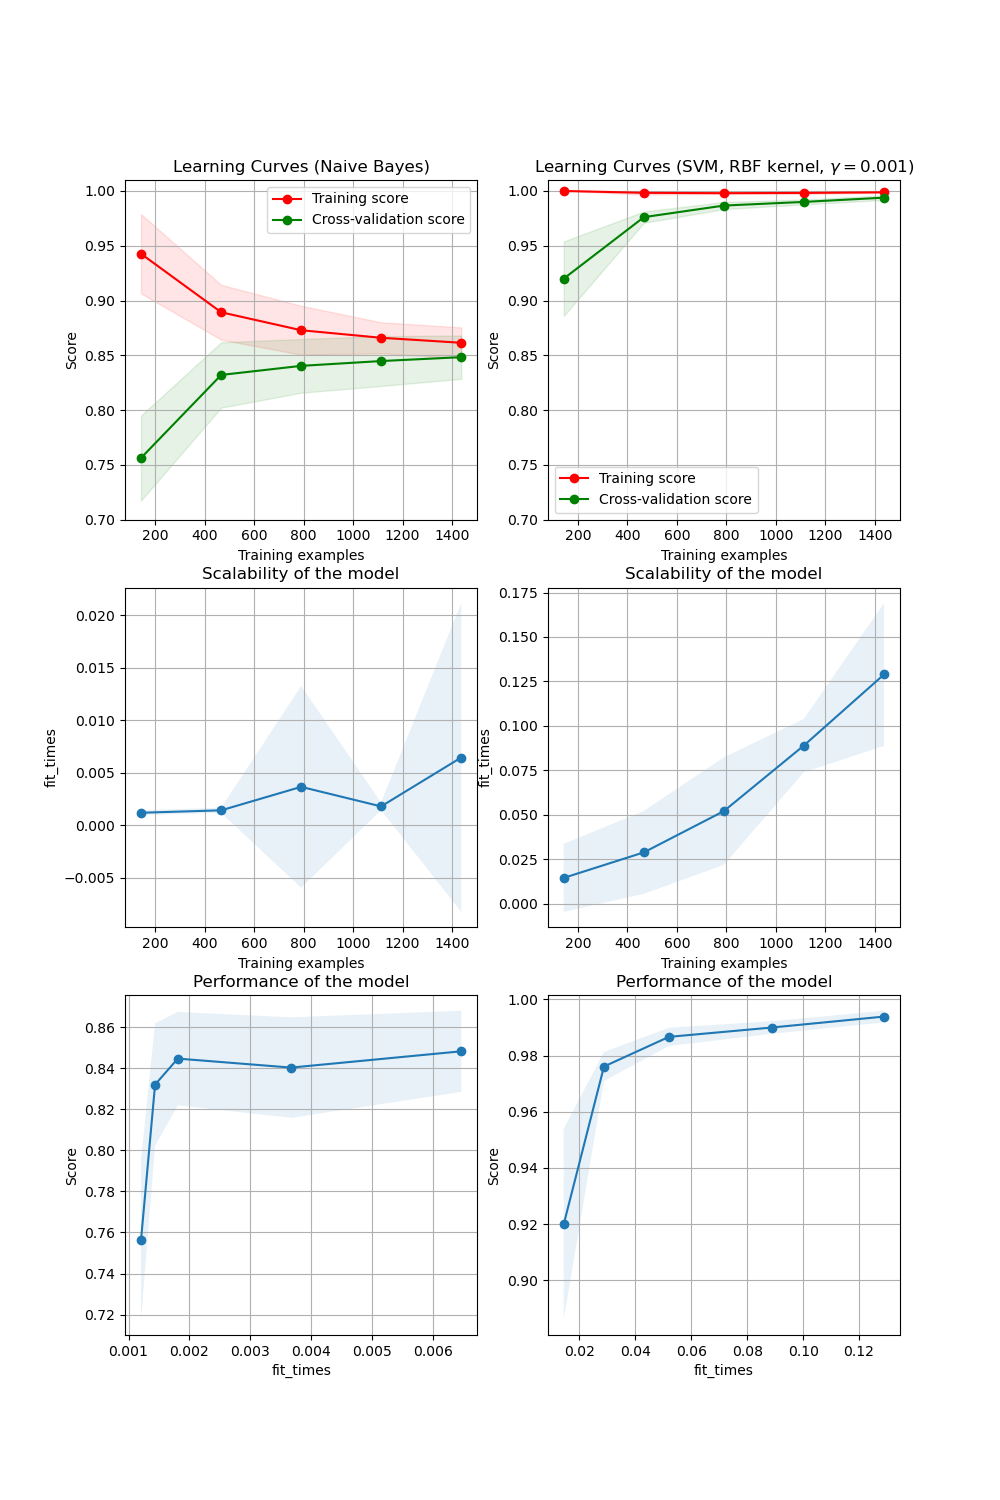 Learning Curves (Naive Bayes)
1.00
0.95
0.90
0.85
0.80
0.75
0.70
Score
Training score
Cross-validation score
200 400 600 800 1000 1200 1400
Training examples
Learning Curves (SVM, RBF kernel, γ = 0.001)
1.00
0.95
0.90
0.85
0.80
0.75
0.70
Score
Training score
Cross-validation score
200 400 600 800 1000 1200 1400
Training examples
Scalability of the model
0.020
0.015
0.010
0.005
0.000
−0.005
fit_times
200 400 600 800 1000 1200 1400
Training examples
Scalability of the model
0.175
0.150
0.125
0.100
0.075
0.050
0.025
0.000
fit_times
200 400 600 800 1000 1200 1400
Training examples
Performance of the model
0.86
0.84
0.82
0.80
0.78
0.76
0.74
0.72
Score
0.001 0.002 0.003 0.004 0.005 0.006
fit_times
Performance of the model
1.00
0.98
0.96
0.94
0.92
0.90
Score
0.02 0.04 0.06 0.08 0.10 0.12
fit_times